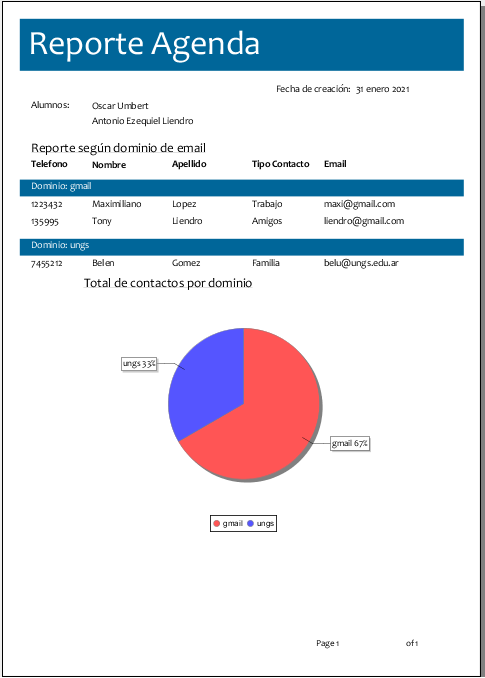 Reporte Agenda
Fecha de creación: 31 enero 2021
Alumnos: Oscar Umbert
Antonio Ezequiel Liendro
Reporte según dominio de email
Telefono Nombre Apellido Tipo Contacto Email
Dominio: gmail
1223432 Maximiliano Lopez Trabajo maxi@gmail.com
135995 Tony Liendro Amigos liendro@gmail.com
Dominio: ungs
7455212 Belen Gomez Familia belu@ungs.edu.ar
Total de contactos por dominio
ungs 33%
gmail 67%
gmail ungs
Page 1 of 1